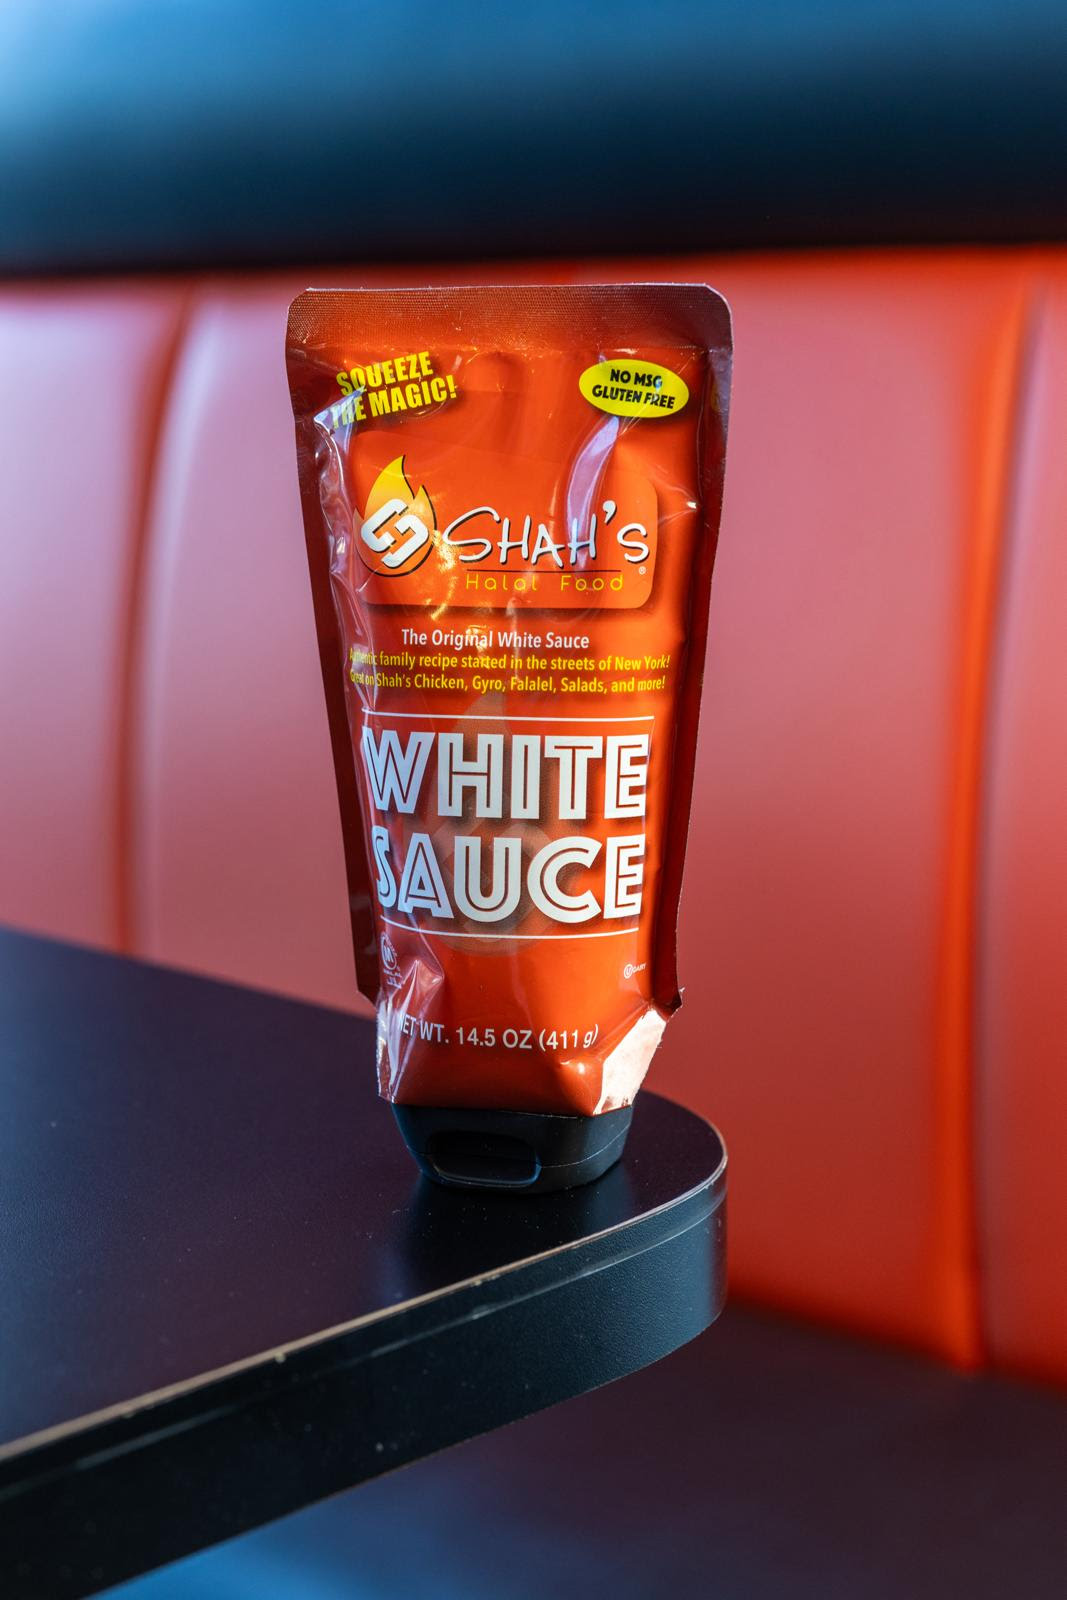 SQUEEZE
THE MAGIC!
NO MSG
GLUTEN FREE
SHAH'S
®
Halal Food
The Original White Sauce
Authentic family recipe started in the streets of New York!
Great on Shah's Chicken, Gyro, Falalel, Salads, and more!
WHITE
SAUCE
M
U DAIRY
NET WT. 14.5 OZ (411 g)